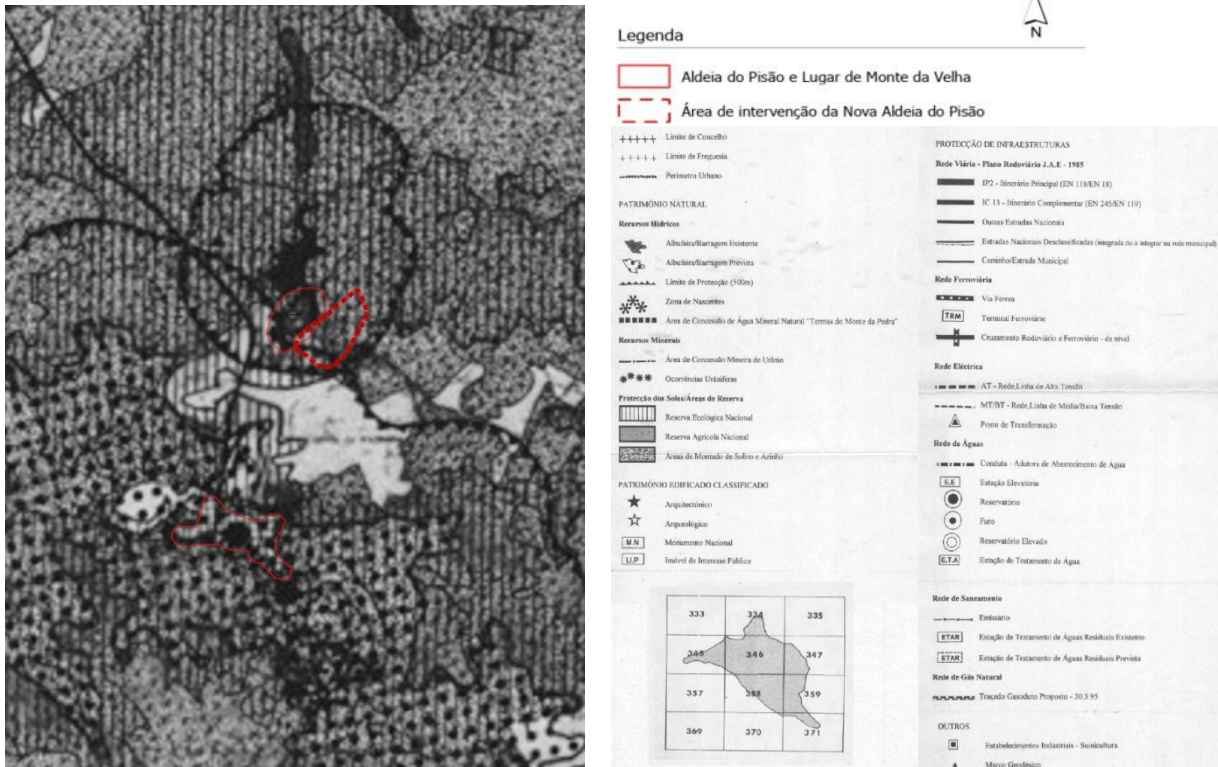 N
Legenda
Aldeia do Pisão e Lugar de Monte da Velha
Área de intervenção da Nova Aldeia do Pisão
Limite de Concelho
Limite de Freguesia
Perímetro Urbano
PATRIMÓNIO NATURAL
Recursos Hídricos
Albufeira/Barragem Existente
Albufeira/Barragem Prevista
Limite de Protecção (500m)
Zona de Nascentes
Área de Concessão de Água Mineral Natural "Termas do Monte da Pedra"
Recursos Minerais
Área de Concessão Mineira de Urânio
Ocorrências Uraníferas
Protecção dos Solos/Áreas de Reserva
Reserva Ecológica Nacional
Reserva Agrícola Nacional
Áreas de Montado de Sobro e Azinho
PATRIMÓNIO EDIFICADO CLASSIFICADO
Arquitectónico
Arqueológico
M.N Monumento Nacional
I.I.P Imóvel de Interesse Público
333 334 335
345 346 347
357 358 359
369 370 371
PROTECÇÃO DE INFRAESTRUTURAS
Rede Viária - Plano Rodoviário J.A.E - 1985
IP2 - Itinerário Principal (EN 118/EN 18)
IC 13 - Itinerário Complementar (EN 245/EN 119)
Outras Estradas Nacionais
Estradas Nacionais Desclassificadas (integrada ou a integrar na rede municipal)
Caminho/Estrada Municipal
Rede Ferroviária
Via Férrea
TRM Terminal Ferroviário
Cruzamento Rodoviário e Ferroviário - de nível
Rede Eléctrica
AT - Rede,Linha de Alta Tensão
MT/BT - Rede,Linha de Média/Baixa Tensão
Posto de Transformação
Rede de Águas
Conduta - Adutora de Abastecimento de Água
E.E Estação Elevatória
Reservatório
Furo
Reservatório Elevado
E.T.A Estação de Tratamento de Água
Rede de Saneamento
Emissário
ETAR Estação de Tratamento de Águas Residuais Existente
ETAR Estação de Tratamento de Águas Residuais Prevista
Rede de Gás Natural
Traçado Gasoduto Proposto - 30.3.95
OUTROS
Estabelecimentos Industriais - Suinicultura
Marco Geodésico